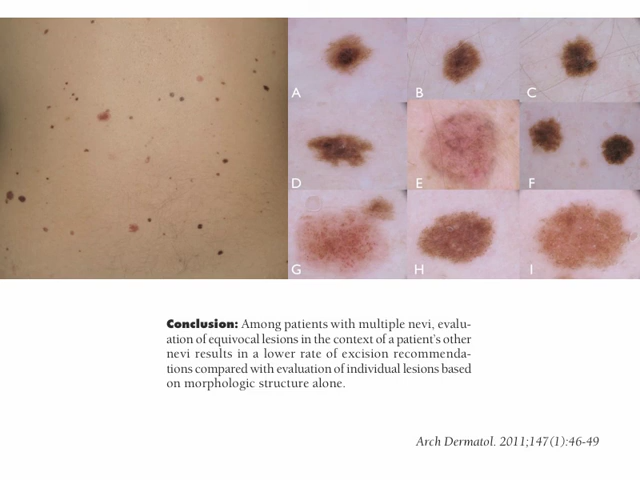 A
B
C
D
E
F
G
H
I
Conclusion: Among patients with multiple nevi, evalu-
ation of equivocal lesions in the context of a patient's other
nevi results in a lower rate of excision recommenda-
tions compared with evaluation of individual lesions based
on morphologic structure alone.
Arch Dermatol. 2011;147(1):46-49